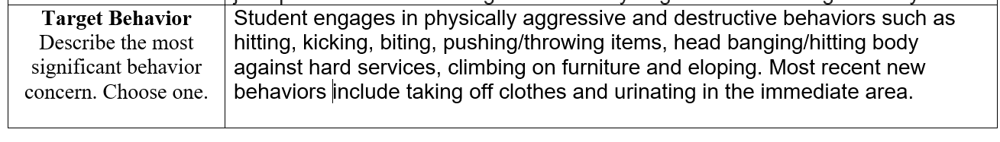 Target Behavior
Describe the most
significant behavior
concern. Choose one.
Student engages in physically aggressive and destructive behaviors such as
hitting, kicking, biting, pushing/throwing items, head banging/hitting body
against hard services, climbing on furniture and eloping. Most recent new
behaviors include taking off clothes and urinating in the immediate area.